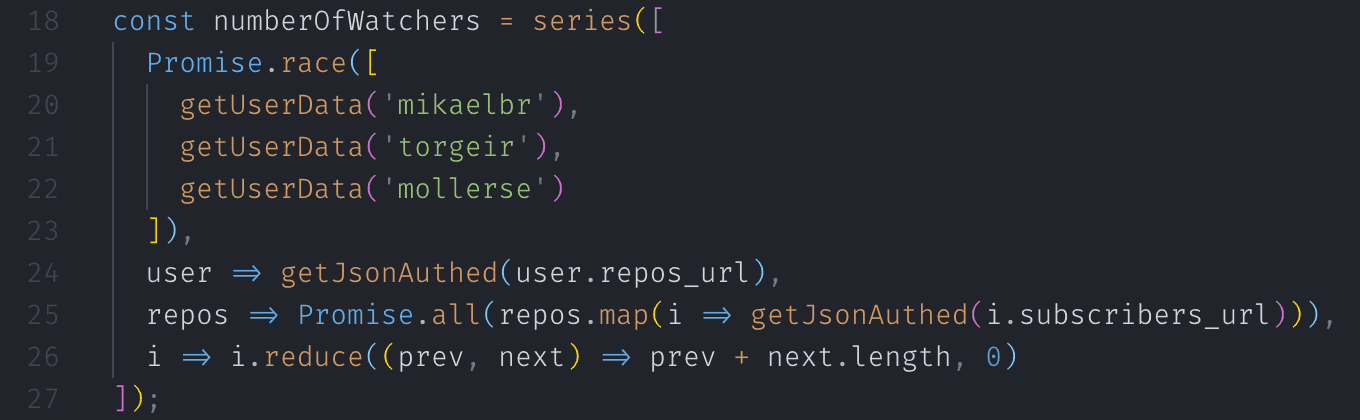 18 const numberOfWatchers = series([
19   Promise.race([
20     getUserData('mikaelbr'),
21     getUserData('torgeir'),
22     getUserData('mollerse')
23   ]),
24   user => getJsonAuthed(user.repos_url),
25   repos => Promise.all(repos.map(i => getJsonAuthed(i.subscribers_url))),
26   i => i.reduce((prev, next) => prev + next.length, 0)
27 ]);